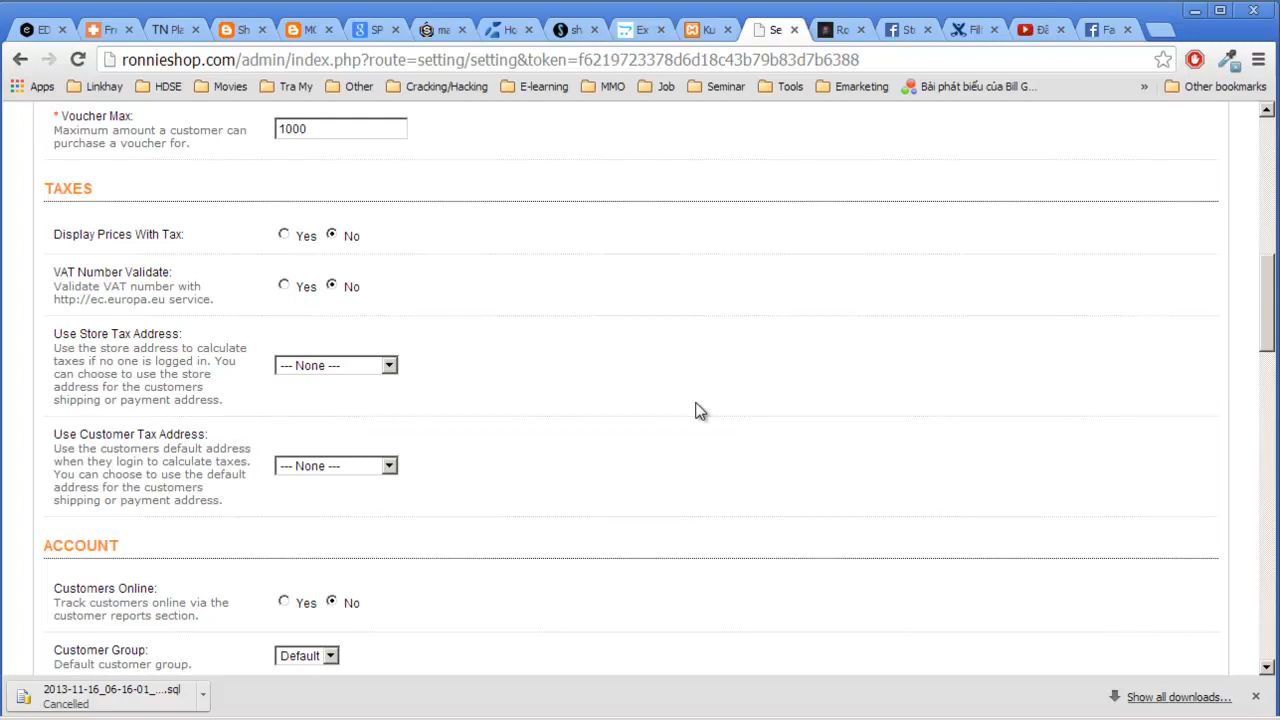 ED
Fri
TN Pla
Sh
MC
SP
ma
Ho
sh
Ex
Ku
Se
Ro
Str
Filt
Đă
Fa
ronnieshop.com/admin/index.php?route=setting/setting&token=f6219723378d6d18c43b79b83d7b6388
Apps Linkhay HDSE Movies Tra My Other Cracking/Hacking E-learning MMO Job Seminar Tools Emarketing Bài phát biểu của Bill G... » Other bookmarks
* Voucher Max:
Maximum amount a customer can
purchase a voucher for.
1000
TAXES
Display Prices With Tax:
Yes No
VAT Number Validate:
Validate VAT number with
http://ec.europa.eu service.
Yes No
Use Store Tax Address:
Use the store address to calculate
taxes if no one is logged in. You
can choose to use the store
address for the customers
shipping or payment address.
--- None ---
Use Customer Tax Address:
Use the customers default address
when they login to calculate taxes.
You can choose to use the default
address for the customers
shipping or payment address.
--- None ---
ACCOUNT
Customers Online:
Track customers online via the
customer reports section.
Yes No
Customer Group:
Default customer group.
Default
2013-11-16_06-16-01_....sql
Cancelled
Show all downloads...